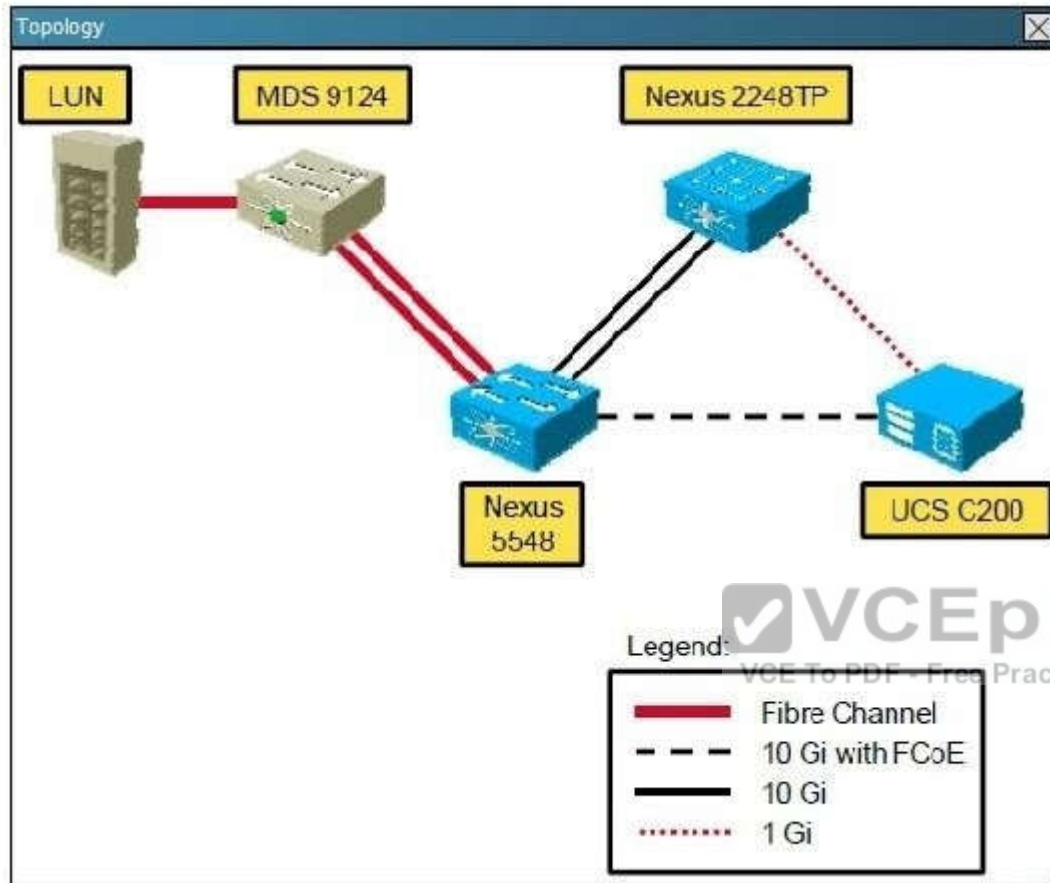 Topology
LUN
MDS 9124
Nexus 2248TP
Nexus
5548
UCS C200
VCEp
VCE To PDF - Free Prac
Legend:
Fibre Channel
10 Gi with FCoE
10 Gi
1 Gi